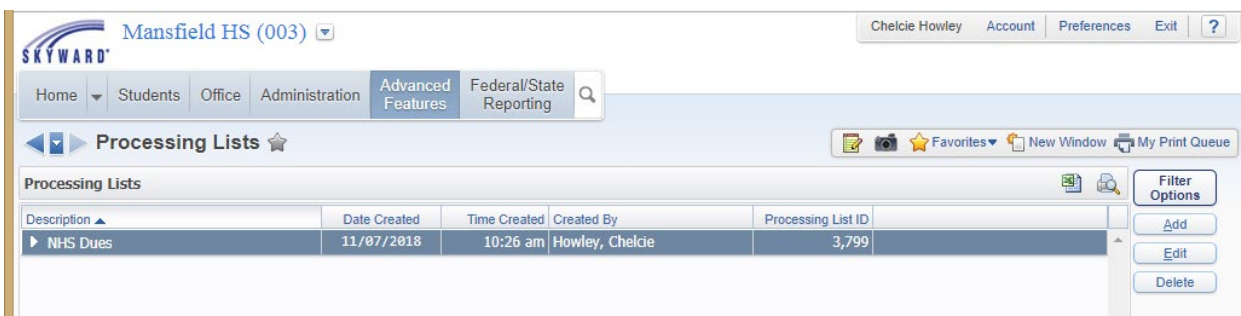 Mansfield HS (003)
Chelcie Howley Account Preferences Exit ?
SKYWARD
Home Students Office Administration Advanced Features Federal/State Reporting
Processing Lists
Favorites New Window My Print Queue
Processing Lists
Filter Options
Description Date Created Time Created Created By Processing List ID
NHS Dues 11/07/2018 10:26 am Howley, Chelcie 3,799
Add
Edit
Delete